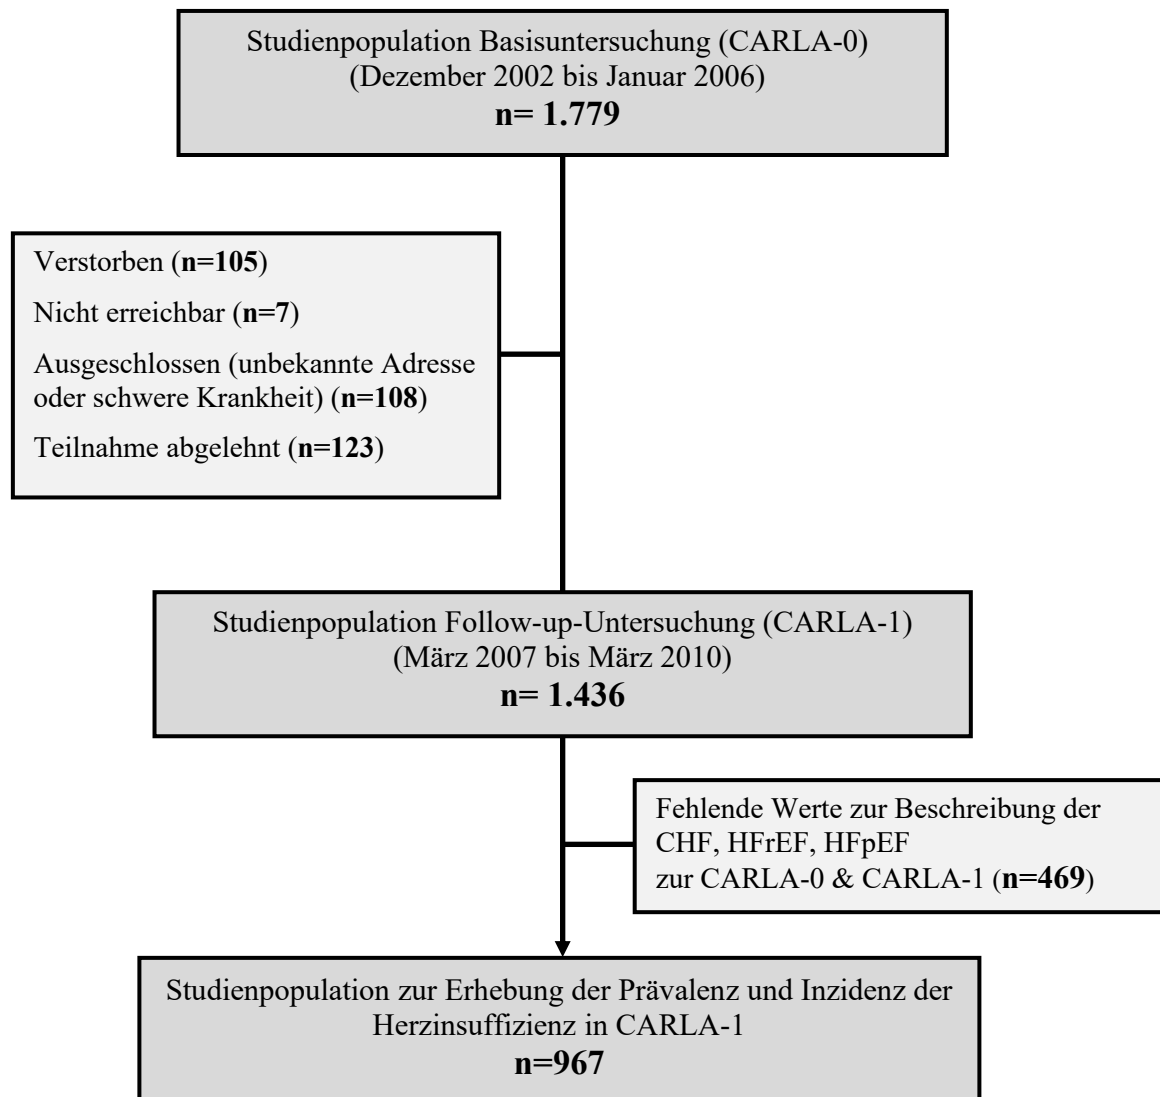 Studienpopulation Basisuntersuchung (CARLA-0)
(Dezember 2002 bis Januar 2006)
n= 1.779
Verstorben (n=105)
Nicht erreichbar (n=7)
Ausgeschlossen (unbekannte Adresse
oder schwere Krankheit) (n=108)
Teilnahme abgelehnt (n=123)
Studienpopulation Follow-up-Untersuchung (CARLA-1)
(März 2007 bis März 2010)
n= 1.436
Fehlende Werte zur Beschreibung der
CHF, HFrEF, HFpEF
zur CARLA-0 & CARLA-1 (n=469)
Studienpopulation zur Erhebung der Prävalenz und Inzidenz der
Herzinsuffizienz in CARLA-1
n=967